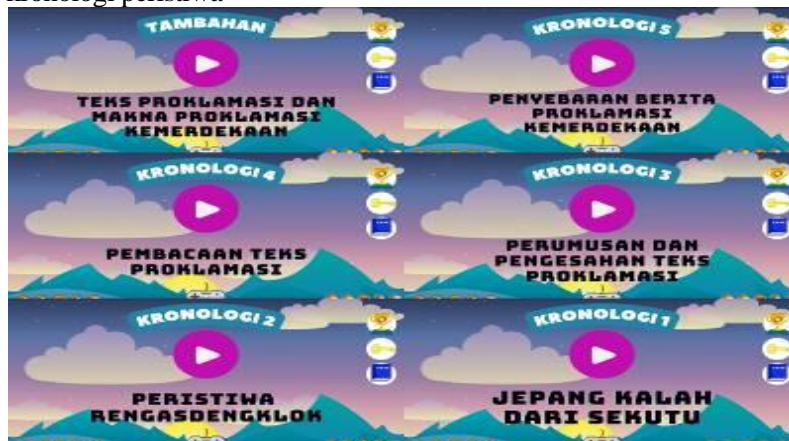 kronologi peristiwa
TAMBAHAN
TEKS PROKLAMASI DAN
MAKNA PROKLAMASI
KEMERDEKAAN
KRONOLOGI 5
PENYEBARAN BERITA
PROKLAMASI
KEMERDEKAAN
KRONOLOGI 4
PEMBACAAN TEKS
PROKLAMASI
KRONOLOGI 3
PERUMUSAN DAN
PENGESAHAN TEKS
PROKLAMASI
KRONOLOGI 2
PERISTIWA
RENGASDENGKLOK
KRONOLOGI 1
JEPANG KALAH
DARI SEKUTU